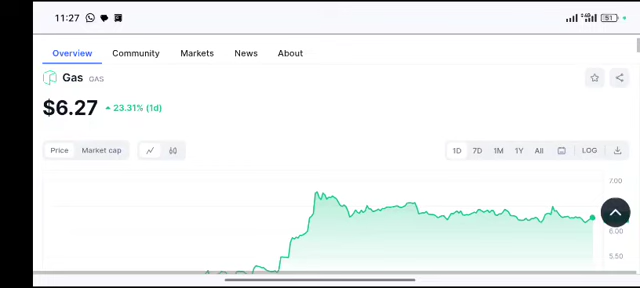 11:27
51
Overview Community Markets News About
Gas GAS
$6.27 23.31% (1d)
Price Market cap 1D 7D 1M 1Y All LOG
7.00
6.00
5.50